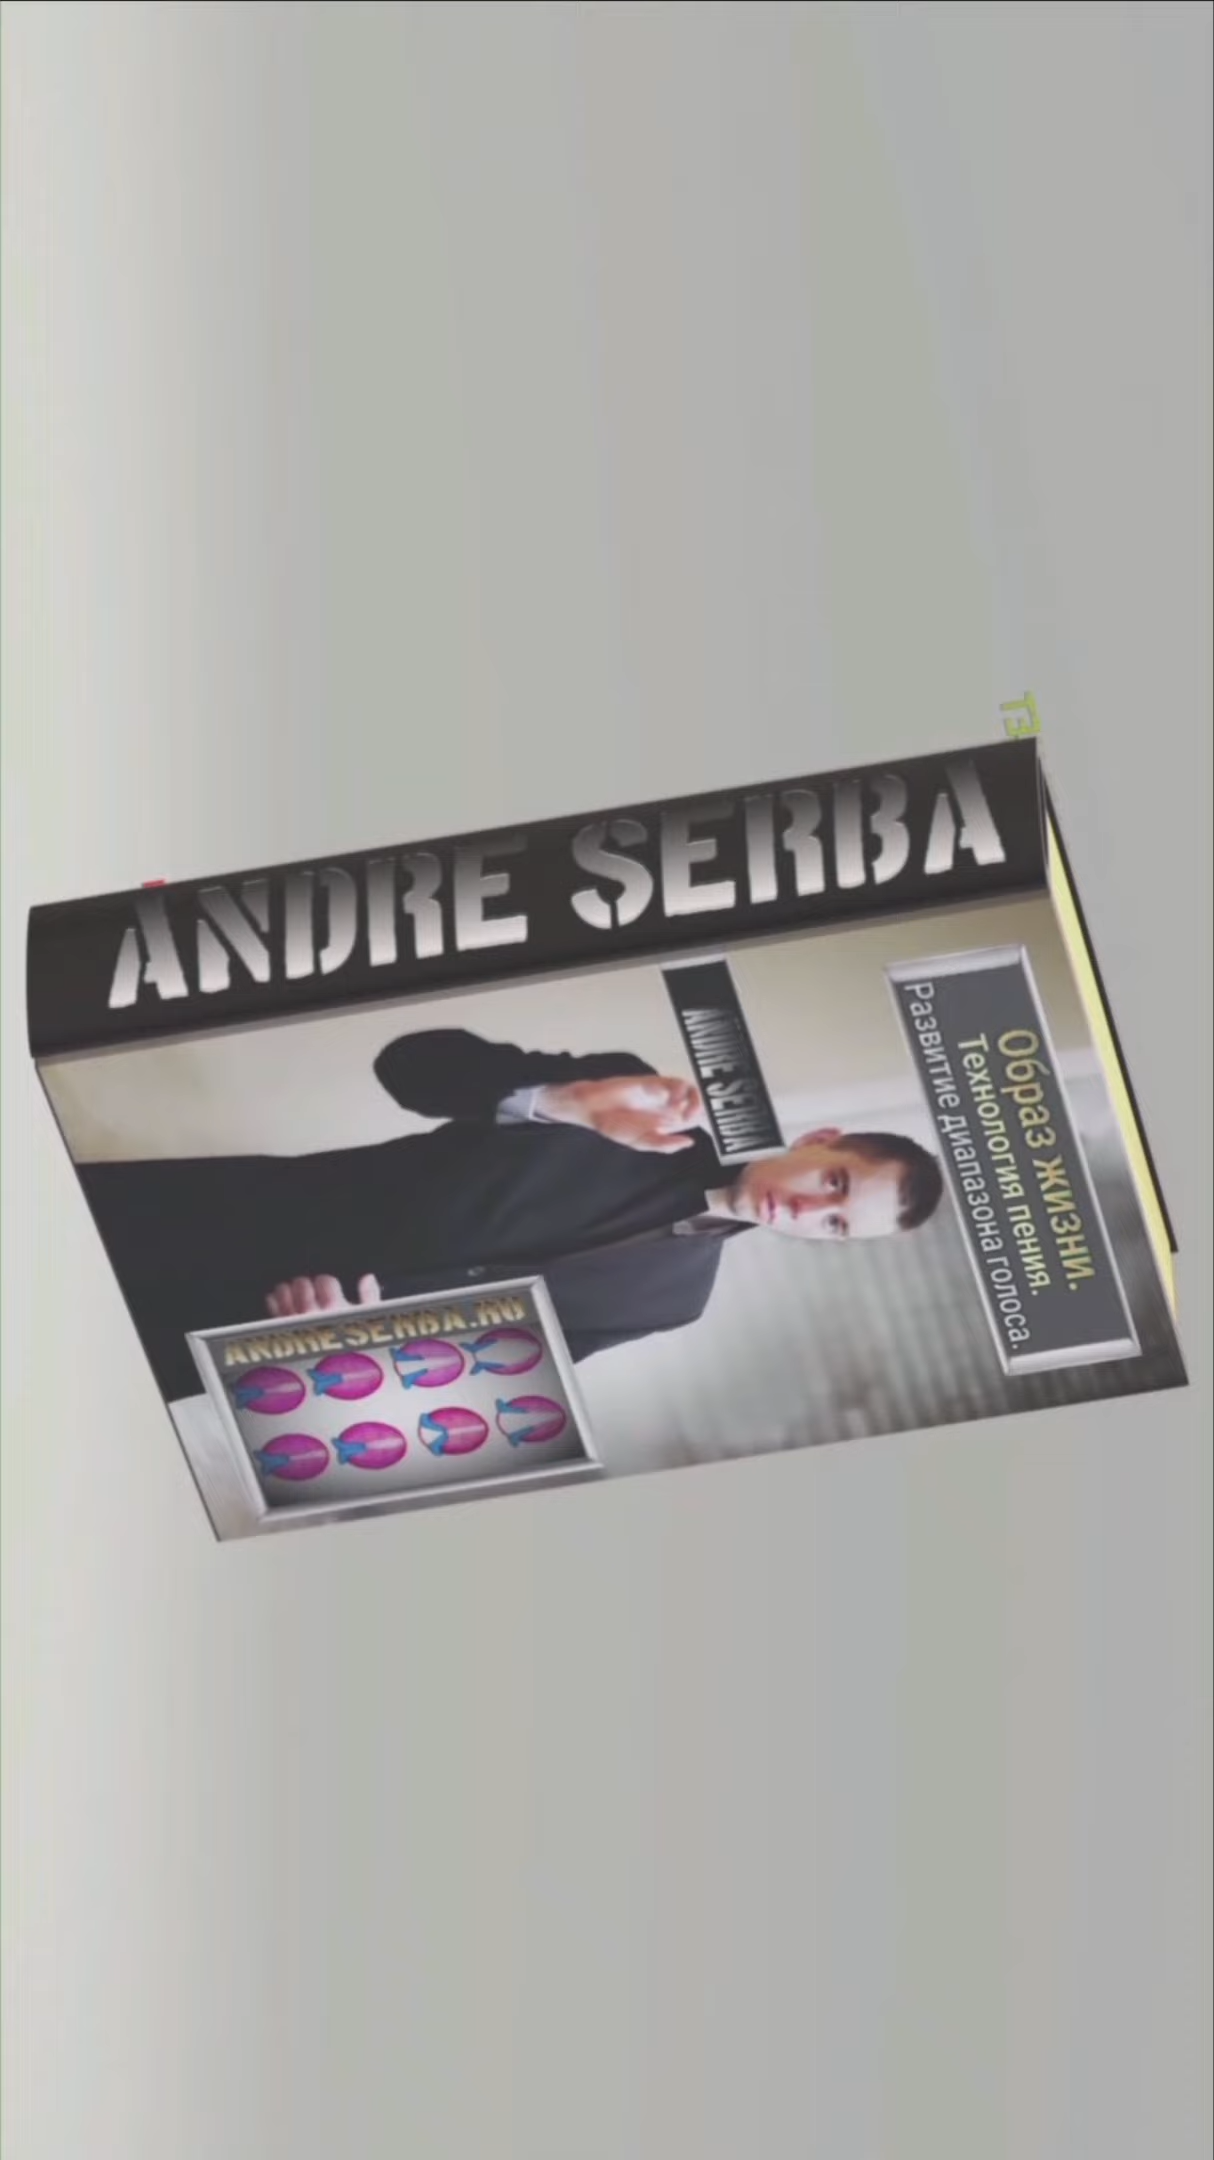 ANDRE SERBA
Образ жизни.
Технология пения.
Развитие диапазона голоса.
ANDRE SERBA
ANDRESERBA.RU